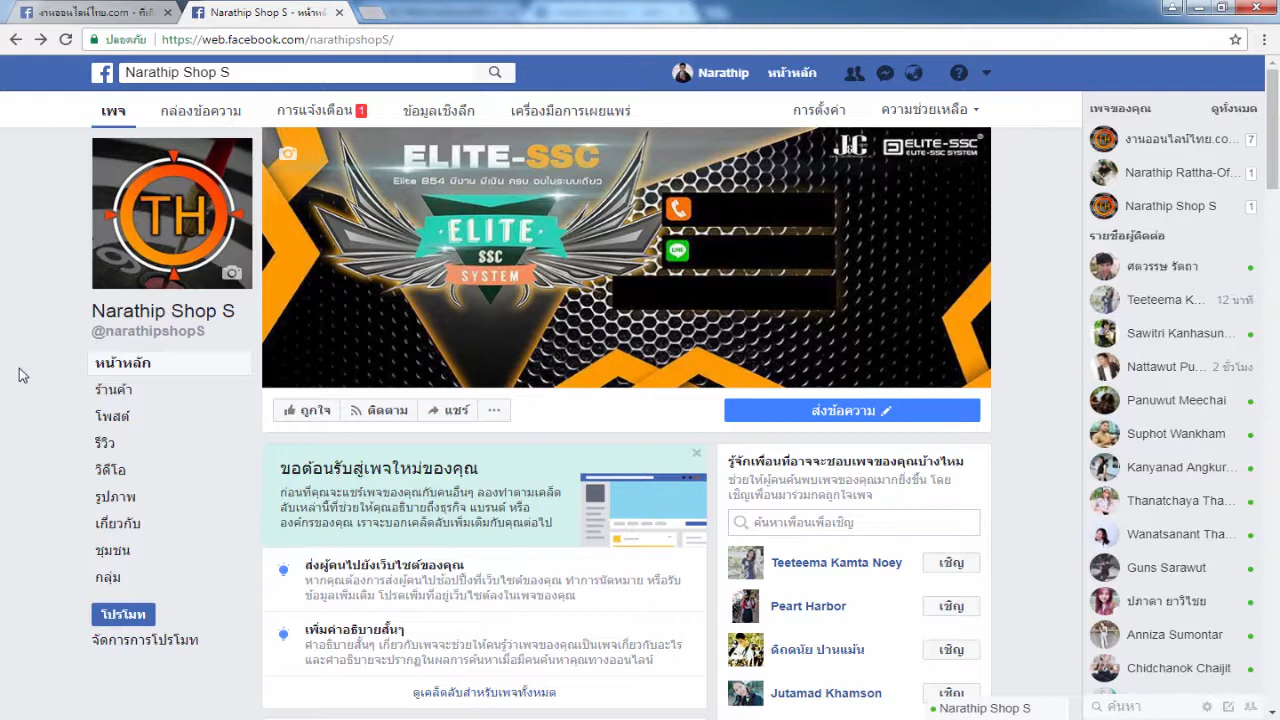 งานออนไลน์ไทย.com - ที่เดี
Narathip Shop S - หน้าหลั
ปลอดภัย
https://web.facebook.com/narathipshopS/
Narathip Shop S
Narathip
หน้าหลัก
เพจ
กล่องข้อความ
การแจ้งเตือน 1
ข้อมูลเชิงลึก
เครื่องมือการเผยแพร่
การตั้งค่า
ความช่วยเหลือ
TH
Narathip Shop S
@narathipshopS
หน้าหลัก
ร้านค้า
โพสต์
รีวิว
วิดีโอ
รูปภาพ
เกี่ยวกับ
ชุมชน
กลุ่ม
โปรโมท
จัดการการโปรโมท
ELITE-SSC
Elite 854 มีงาน มีเงิน ครบ จบในระบบเดียว
ELITE
SSC
SYSTEM
J&C
ELITE-SSC
ELITE-SSC SYSTEM
LINE
ถูกใจ
ติดตาม
แชร์
ส่งข้อความ
ขอต้อนรับสู่เพจใหม่ของคุณ
ก่อนที่คุณจะแชร์เพจของคุณกับคนอื่นๆ ลองทำตามเคล็ด
ลับเหล่านี้ที่ช่วยให้คุณอธิบายถึงธุรกิจ แบรนด์ หรือ
องค์กรของคุณ เราจะบอกเคล็ดลับเพิ่มเติมกับคุณต่อไป
ส่งผู้คนไปยังเว็บไซต์ของคุณ
หากคุณต้องการส่งผู้คนไปช้อปปิ้งที่เว็บไซต์ของคุณ ทำการนัดหมาย หรือรับ
ข้อมูลเพิ่มเติม โปรดเพิ่มที่อยู่เว็บไซต์ลงในเพจของคุณ
เพิ่มคำอธิบายสั้นๆ
คำอธิบายสั้นๆ เกี่ยวกับเพจจะช่วยให้คนรู้ว่าเพจของคุณเป็นเพจเกี่ยวกับอะไร
และคำอธิบายจะปรากฏในผลการค้นหาเมื่อมีคนค้นหาคุณทางออนไลน์
ดูเคล็ดลับสำหรับเพจทั้งหมด
รู้จักเพื่อนที่อาจจะชอบเพจของคุณบ้างไหม
ช่วยให้ผู้คนค้นพบเพจของคุณมากยิ่งขึ้น โดย
เชิญเพื่อนมาร่วมกดถูกใจเพจ
ค้นหาเพื่อนเพื่อเชิญ
Teeteema Kamta Noey เชิญ
Peart Harbor เชิญ
ดิกดนัย ปานแม้น เชิญ
Jutamad Khamson เชิญ
เพจของคุณ ดูทั้งหมด
งานออนไลน์ไทย.co... 7
Narathip Rattha-Of... 1
Narathip Shop S 1
รายชื่อผู้ติดต่อ
ศตวรรษ รัตถา
Teeteema K... 12 นาที
Sawitri Kanhasun...
Nattawut Pu... 2 ชั่วโมง
Panuwut Meechai
Suphot Wankham
Kanyanad Angkur...
Thanatchaya Tha...
Wanatsanant Tha...
Guns Sarawut
ปภาดา ยาวิไชย
Anniza Sumontar
Chidchanok Chaijit
ค้นหา
Narathip Shop S